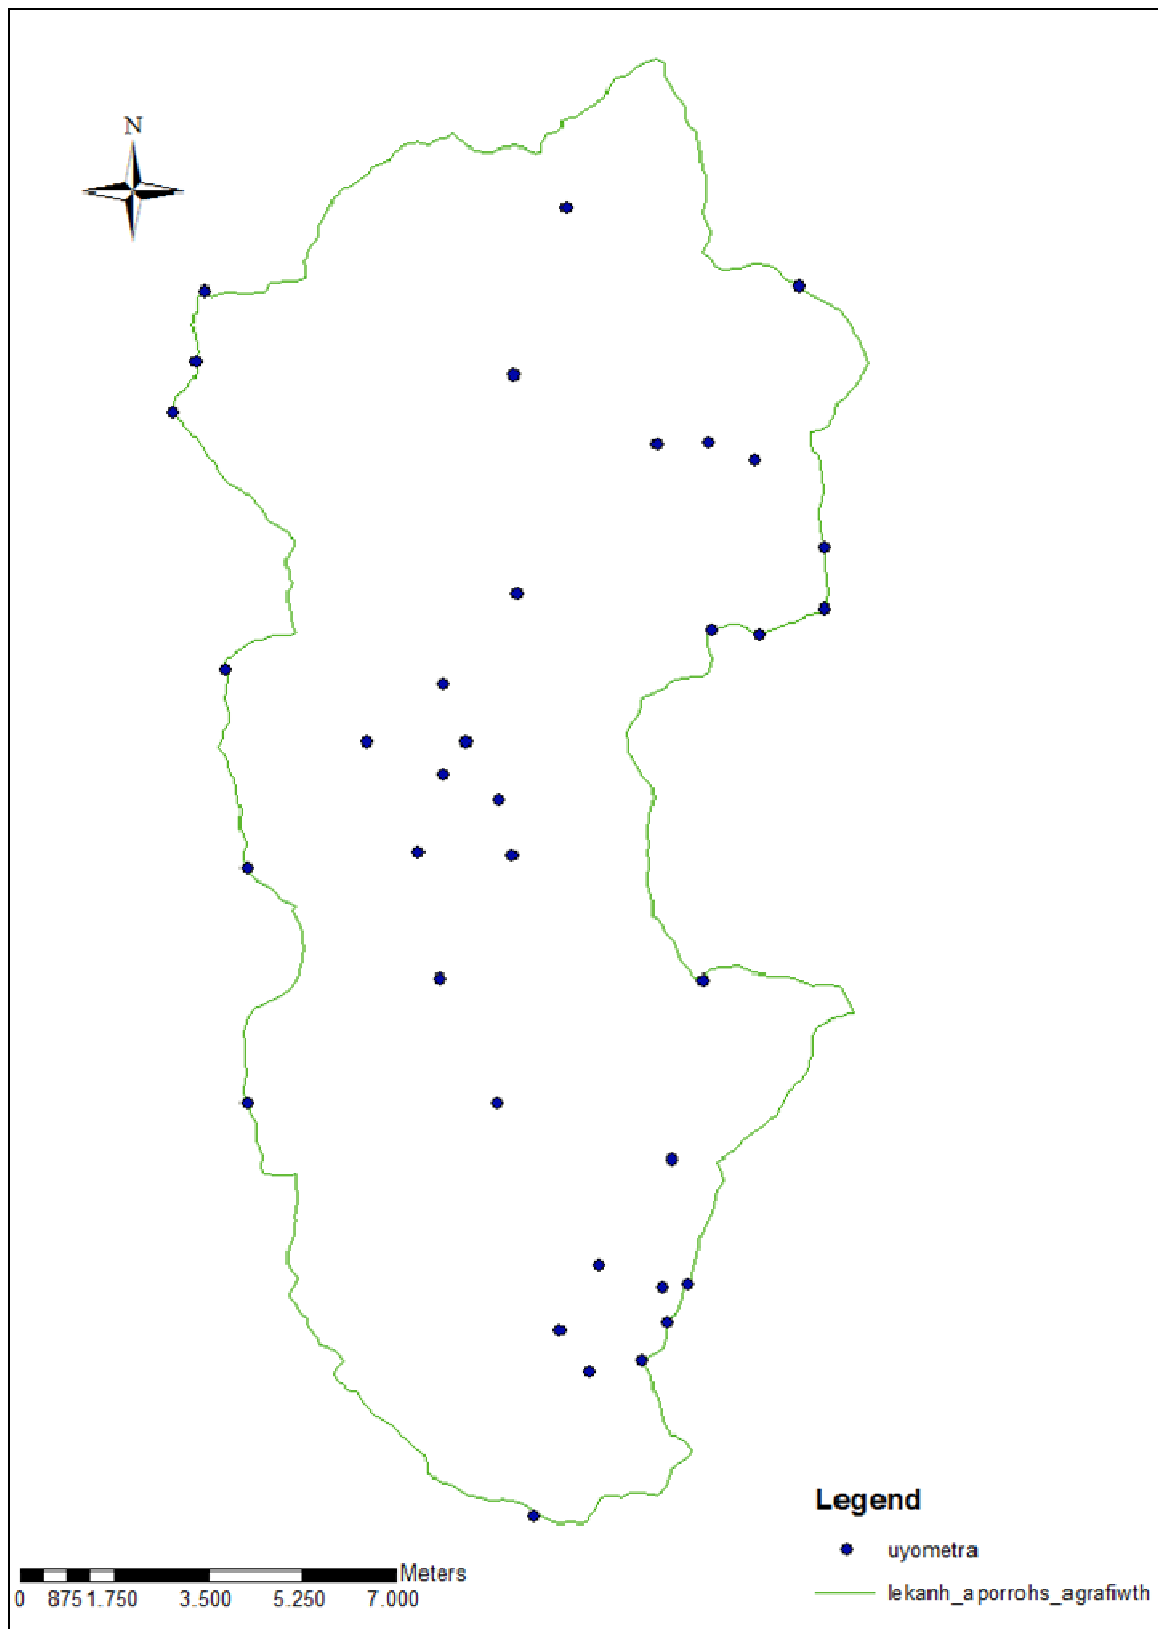 N
Legend
uyometra
lekanh_aporrohs_agrafiwth
Meters
0 875 1.750 3.500 5.250 7.000